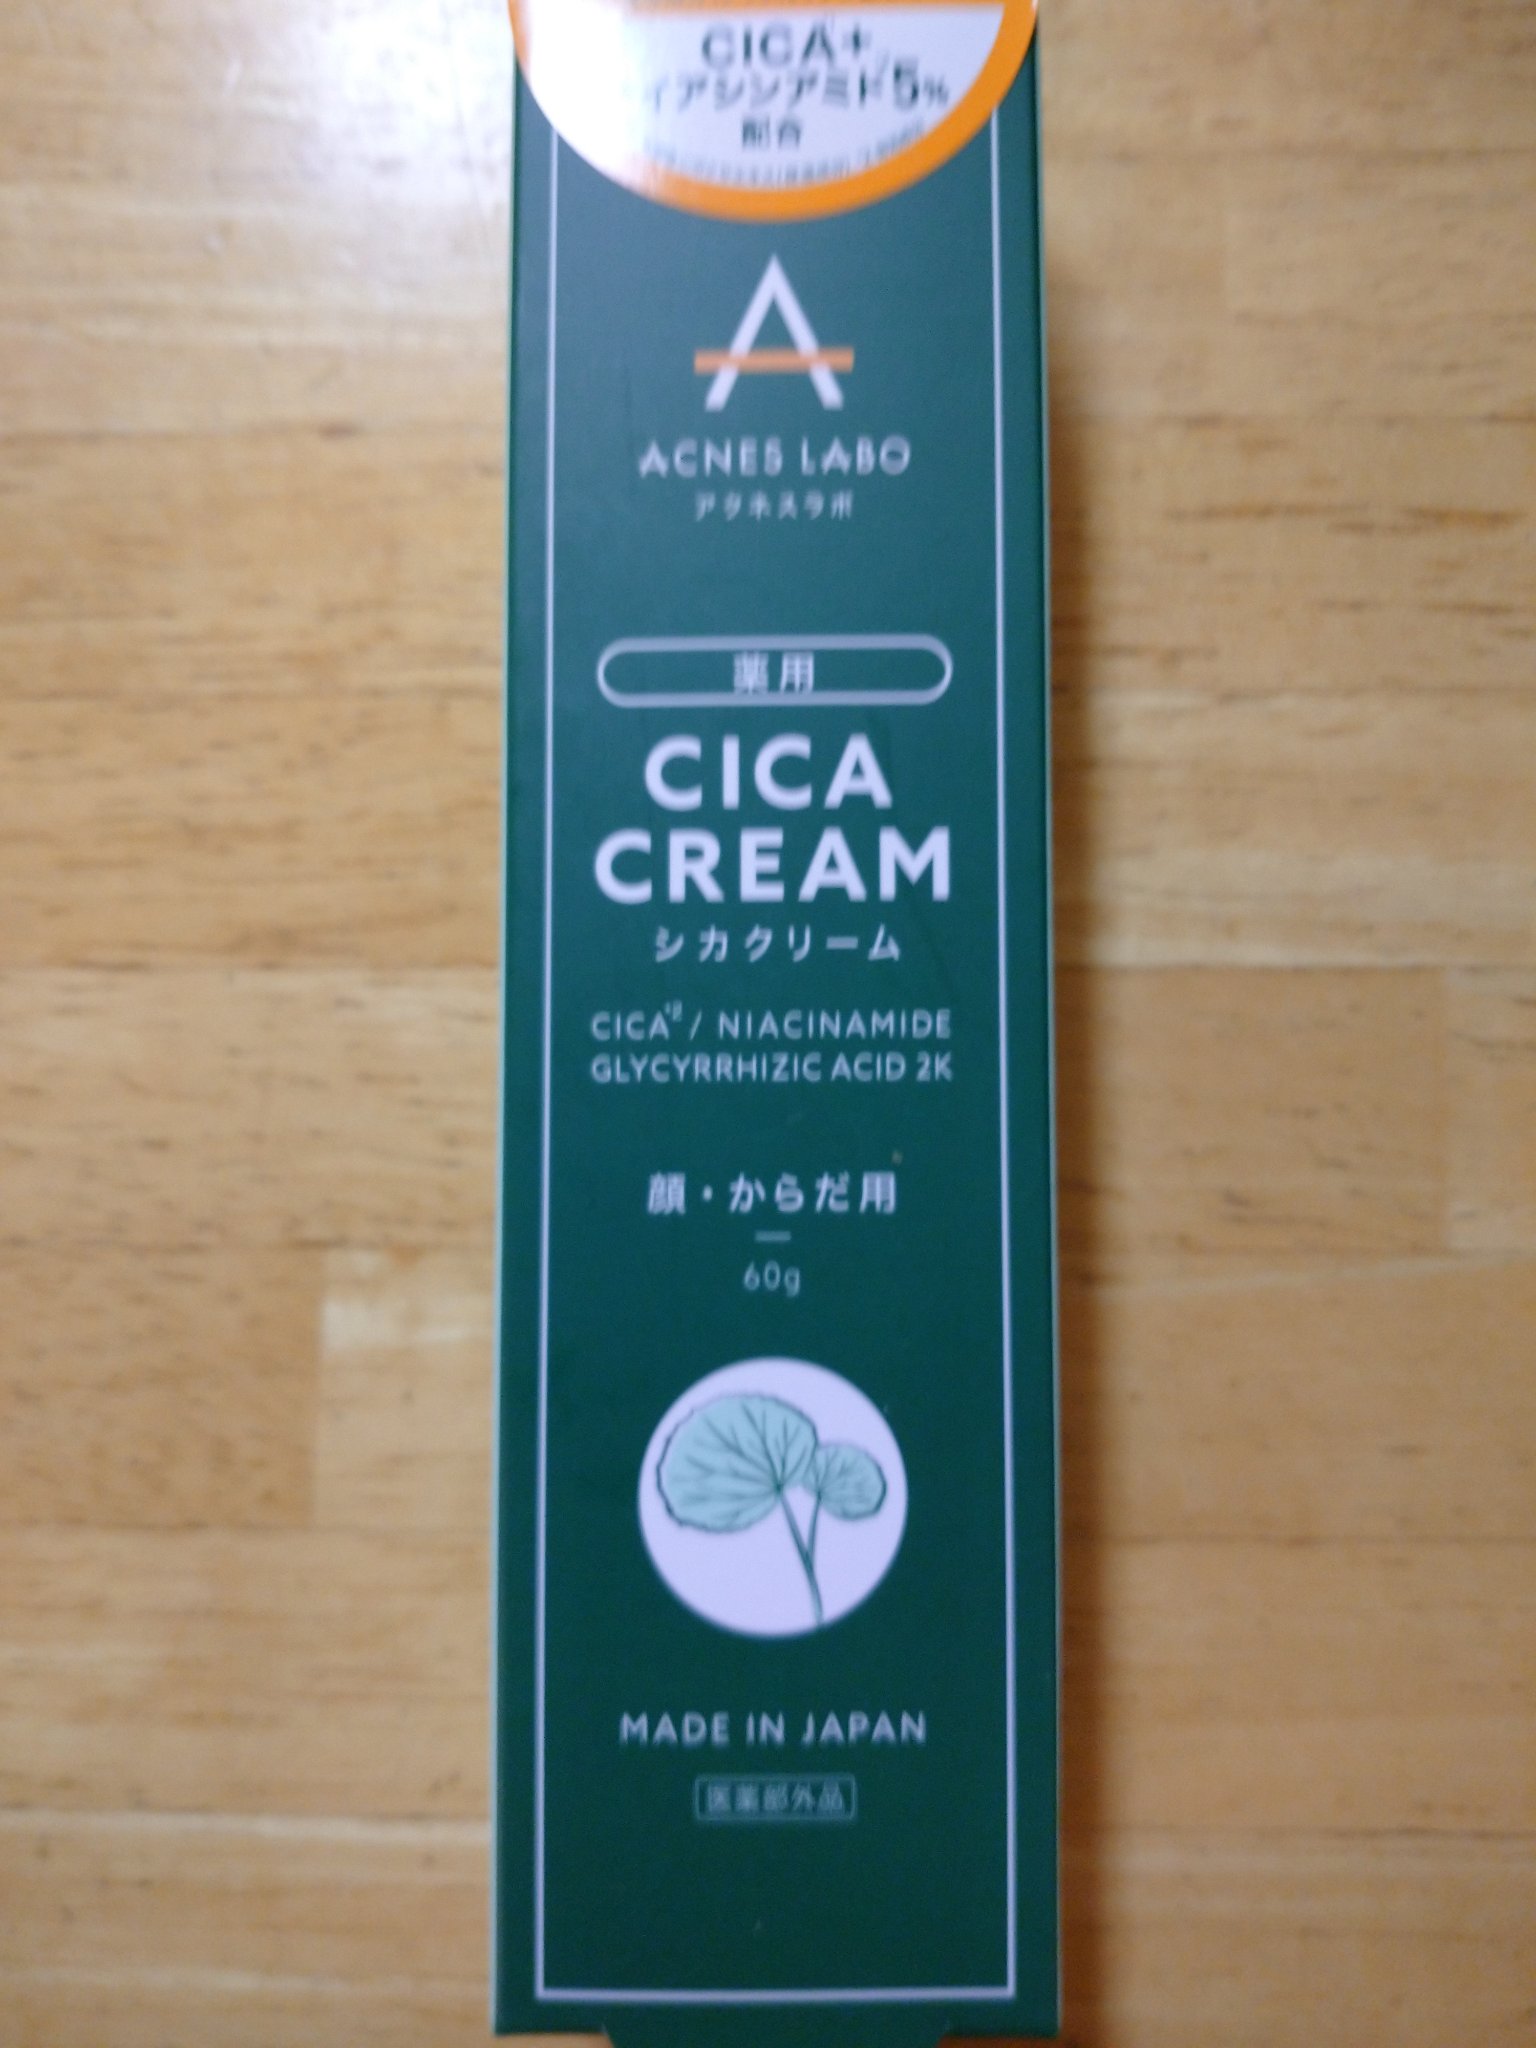 CICA+
イアシンアミド5%
配合
A
ACNES LABO
アクネスラボ
薬用
CICA
CREAM
シカクリーム
CICA*2/ NIACINAMIDE
GLYCYRRHIZIC ACID 2K
顔・からだ用
60g
MADE IN JAPAN
医薬部外品